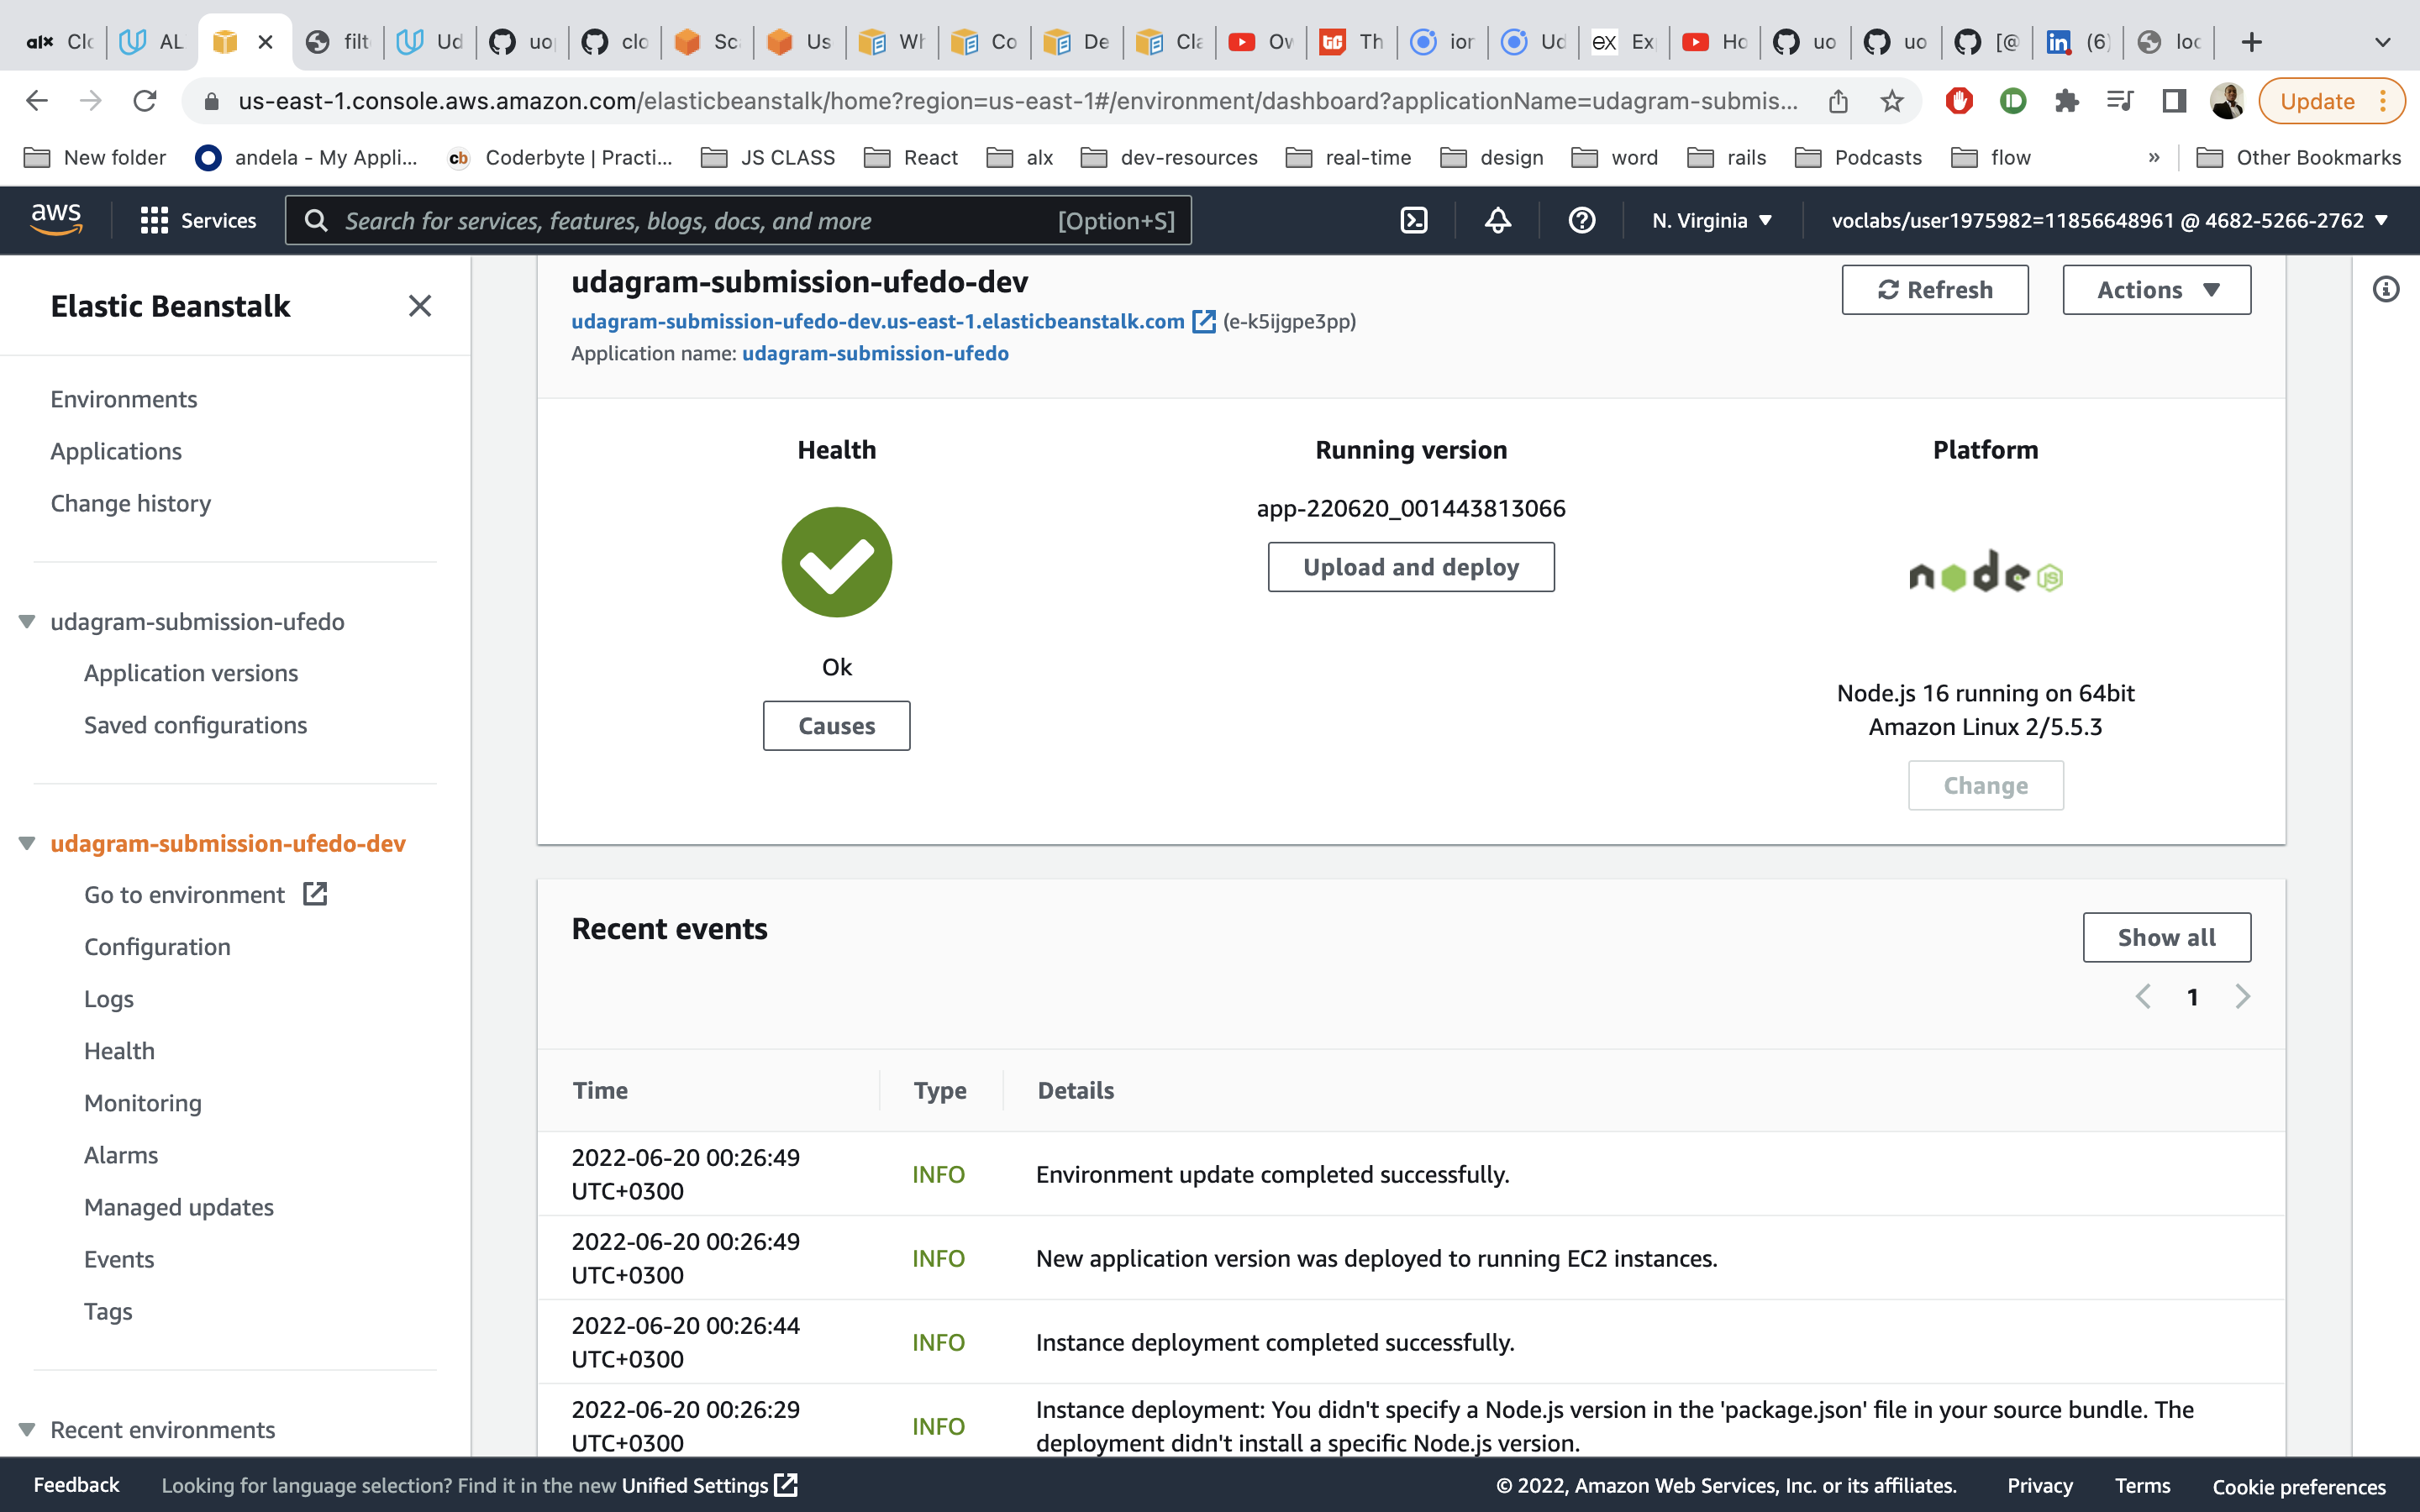 alx Clo AL filt Ud uo clo Sc Us Wh Co De Cla Ov Th ior Ud ex Ex Ho uo uo [@ in (6) loc
us-east-1.console.aws.amazon.com/elasticbeanstalk/home?region=us-east-1#/environment/dashboard?applicationName=udagram-submis... Update
New folder andela - My Appli... cb Coderbyte | Practi... JS CLASS React alx dev-resources real-time design word rails Podcasts flow » Other Bookmarks
aws Services Search for services, features, blogs, docs, and more [Option+S] N. Virginia voclabs/user1975982=11856648961 @ 4682-5266-2762
Elastic Beanstalk
Environments
Applications
Change history
udagram-submission-ufedo
Application versions
Saved configurations
udagram-submission-ufedo-dev
Go to environment
Configuration
Logs
Health
Monitoring
Alarms
Managed updates
Events
Tags
Recent environments
udagram-submission-ufedo-dev
udagram-submission-ufedo-dev.us-east-1.elasticbeanstalk.com (e-k5ijgpe3pp)
Application name: udagram-submission-ufedo
Refresh
Actions
Health
Ok
Causes
Running version
app-220620_001443813066
Upload and deploy
Platform
node JS
Node.js 16 running on 64bit
Amazon Linux 2/5.5.3
Change
Recent events
Show all
1
Time Type Details
2022-06-20 00:26:49
UTC+0300
INFO
Environment update completed successfully.
2022-06-20 00:26:49
UTC+0300
INFO
New application version was deployed to running EC2 instances.
2022-06-20 00:26:44
UTC+0300
INFO
Instance deployment completed successfully.
2022-06-20 00:26:29
UTC+0300
INFO
Instance deployment: You didn't specify a Node.js version in the 'package.json' file in your source bundle. The
deployment didn't install a specific Node.js version.
Feedback Looking for language selection? Find it in the new Unified Settings © 2022, Amazon Web Services, Inc. or its affiliates. Privacy Terms Cookie preferences